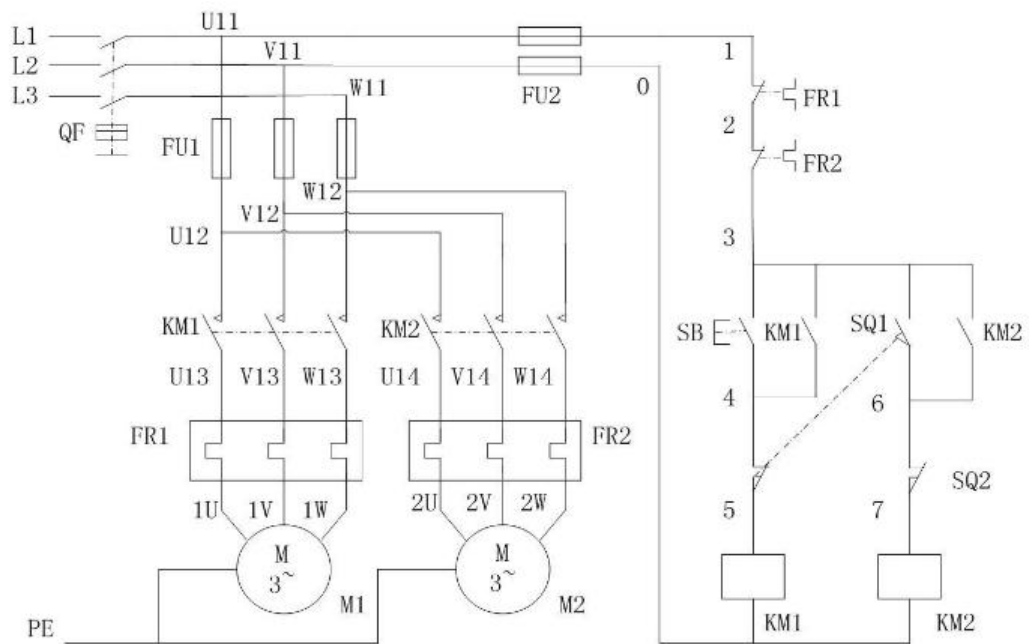 U11
L1
V11
1
L2
W11
0
L3
FU2
FR1
QF
FU1
2
FR2
W12
V12
3
U12
KM1
KM2
SB
KM1
SQ1
KM2
U13
V13
W13
U14
V14
W14
4
6
FR1
FR2
SQ2
1U
1V
1W
2U
2V
2W
5
7
M
3~
M
3~
M1
M2
KM1
KM2
PE